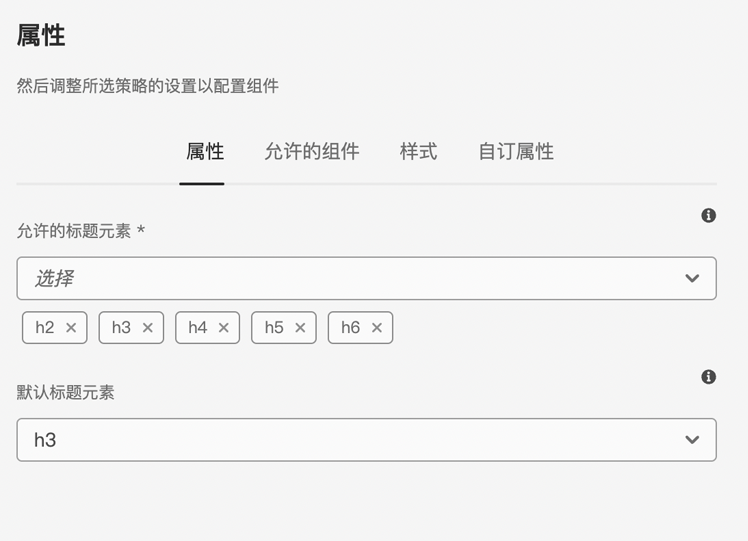 属性
然后调整所选策略的设置以配置组件
属性 允许的组件 样式 自订属性
允许的标题元素 *
选择
h2 × h3 × h4 × h5 × h6 ×
默认标题元素
h3